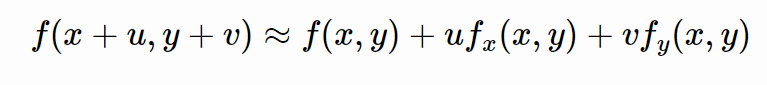 f(x + u, y + v) ≈ f(x, y) + uf_x(x, y) + vf_y(x, y)